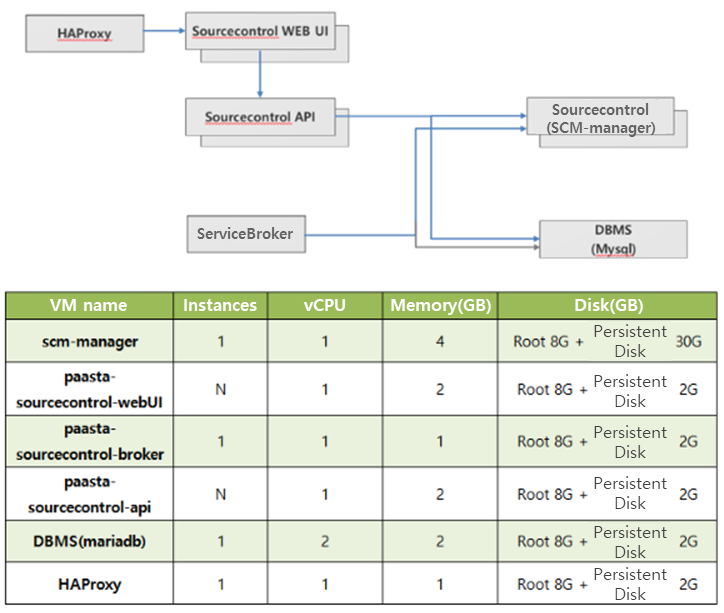 HAProxy
Sourcecontrol WEB UI
Sourcecontrol API
Sourcecontrol
(SCM-manager)
ServiceBroker
DBMS
(Mysql)
VM name Instances vCPU Memory(GB) Disk(GB)
scm-manager 1 1 4 Root 8G + Persistent Disk 30G
paasta-
sourcecontrol-webUI N 1 2 Root 8G + Persistent Disk 2G
paasta-
sourcecontrol-broker 1 1 1 Root 8G + Persistent Disk 2G
paasta-
sourcecontrol-api N 1 2 Root 8G + Persistent Disk 2G
DBMS(mariadb) 1 2 2 Root 8G + Persistent Disk 2G
HAProxy 1 1 1 Root 8G + Persistent Disk 2G